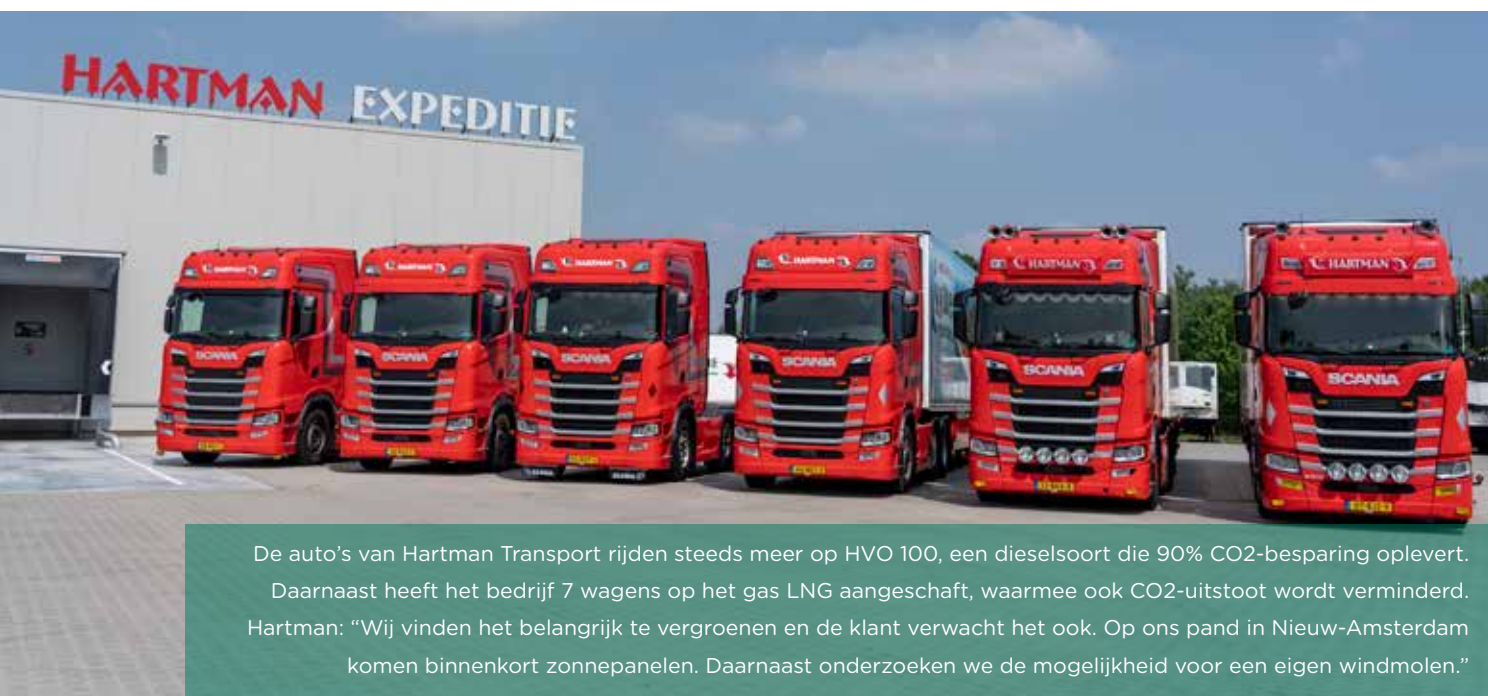 HARTMAN EXPEDITIE
HARTMAN
HARTMAN
HARTMAN
HARTMAN
HARTMAN
HARTMAN
SCANIA
SCANIA
SCANIA
SCANIA
SCANIA
SCANIA
De auto’s van Hartman Transport rijden steeds meer op HVO 100, een dieselsoort die 90% CO2-besparing oplevert.
Daarnaast heeft het bedrijf 7 wagens op het gas LNG aangeschaft, waarmee ook CO2-uitstoot wordt verminderd.
Hartman: “Wij vinden het belangrijk te vergroenen en de klant verwacht het ook. Op ons pand in Nieuw-Amsterdam
komen binnenkort zonnepanelen. Daarnaast onderzoeken we de mogelijkheid voor een eigen windmolen.”